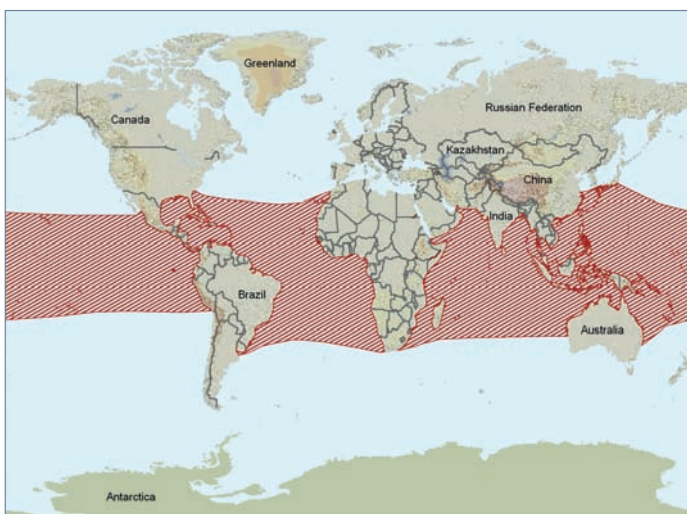 Greenland
Canada
Russian Federation
Kazakhstan
China
India
Brazil
Australia
Antarctica